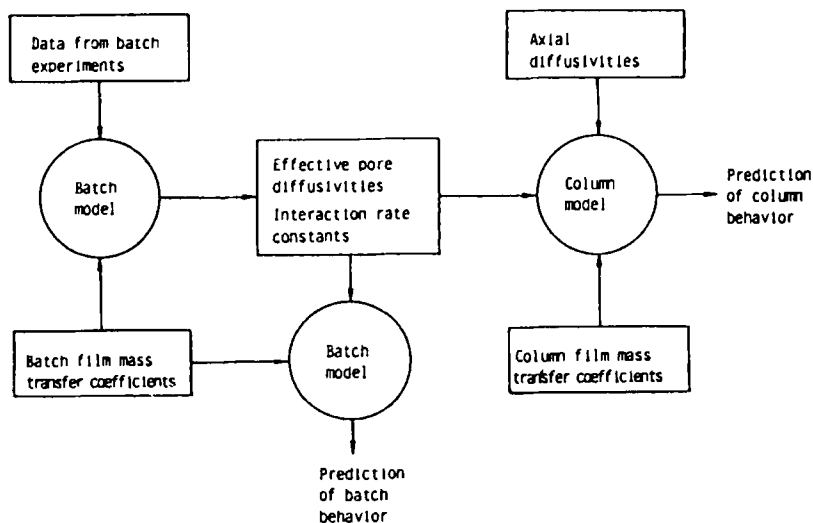 Data from batch
experiments
Axial
diffusivities
Batch
model
Effective pore
diffusivities
Interaction rate
constants
Column
model
Prediction
of column
behavior
Batch film mass
transfer coefficients
Batch
model
Column film mass
transfer coefficients
Prediction
of batch
behavior